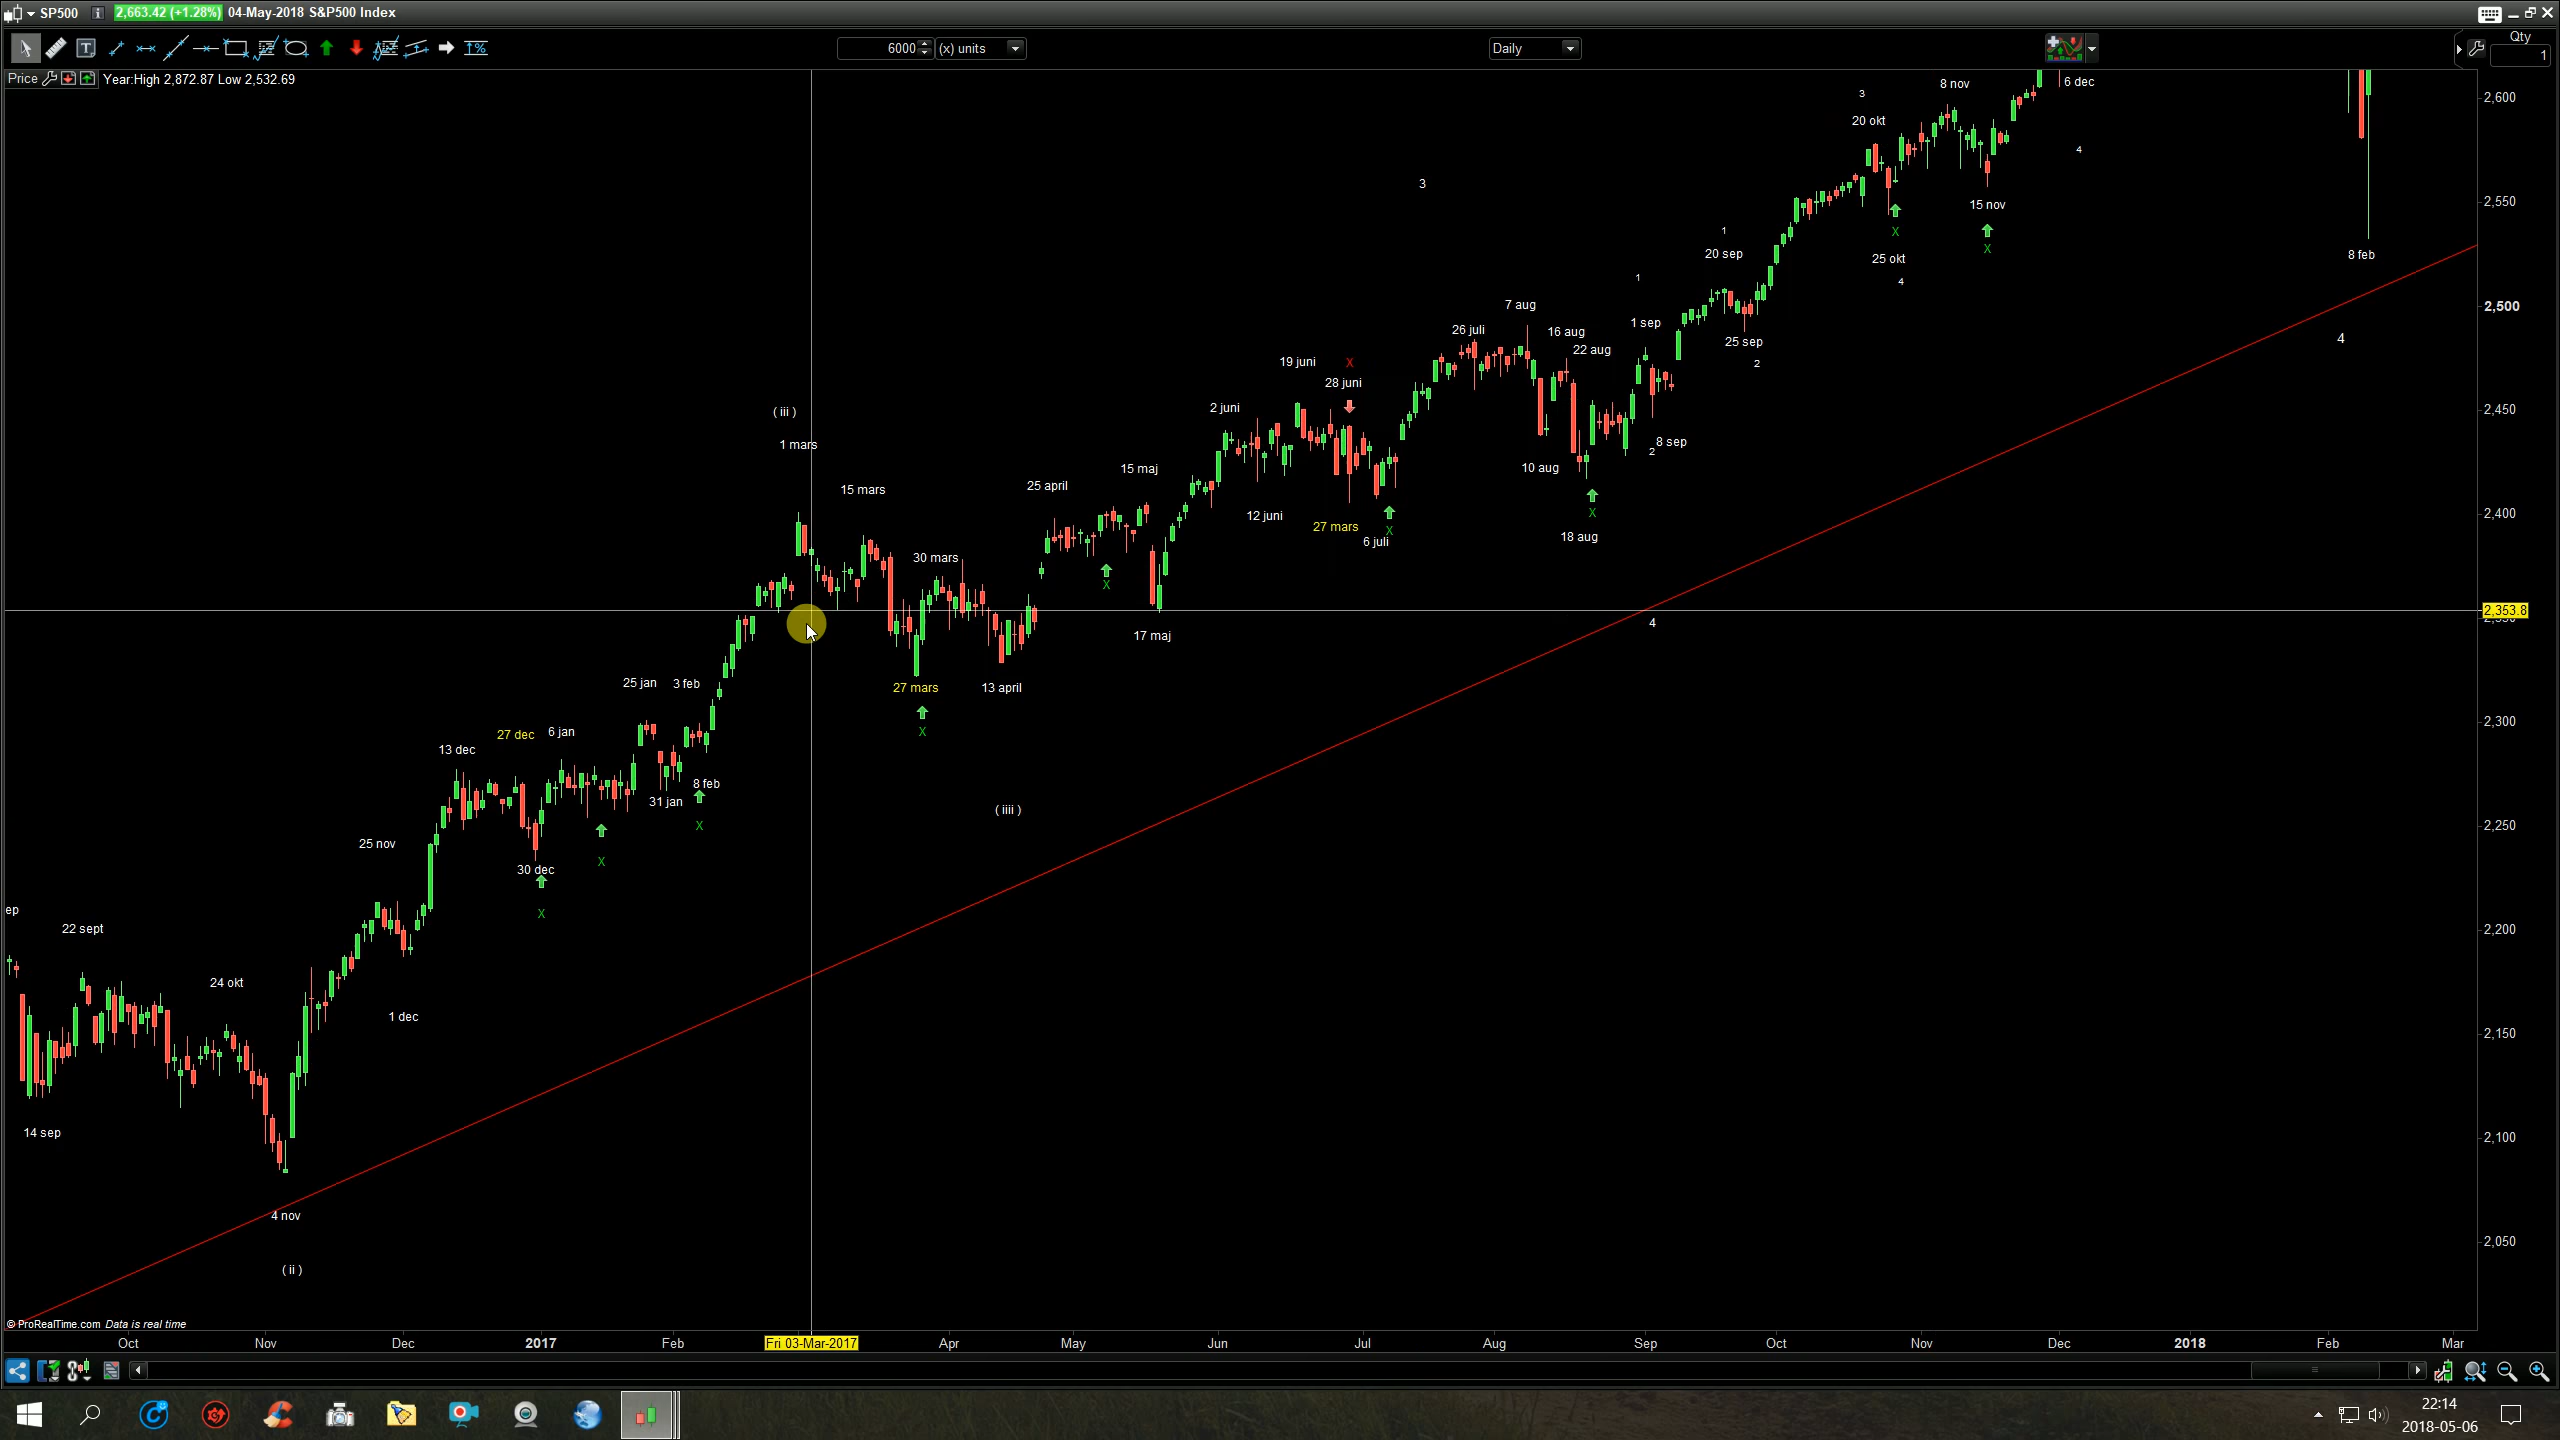 SP500 i 2,663.42 (+1.28%) 04-May-2018 S&P500 Index
6000 (x) units Daily Qty
1
Price Year:High 2,872.87 Low 2,532.69
6 dec
8 nov
3
2,600
20 okt
4
3
2,550
15 nov
X
1
20 sep
X
8 feb
25 okt
4
1
7 aug
2,500
1 sep
26 juli
16 aug
4
25 sep
22 aug
2
19 juni
X
28 juni
2 juni
2,450
( iii )
1 mars
8 sep
2
15 maj
10 aug
25 april
15 mars
12 juni
X
2,400
27 mars
X
6 juli
18 aug
30 mars
X
2,353.8
4
17 maj
25 jan
3 feb
27 mars
13 april
2,300
X
27 dec
6 jan
13 dec
8 feb
31 jan
( iiii )
X
2,250
25 nov
X
30 dec
X
ep
22 sept
2,200
24 okt
2,150
1 dec
14 sep
2,100
4 nov
2,050
( ii )
© ProRealTime.com Data is real time
Oct Nov Dec 2017 Feb Fri 03-Mar-2017 Apr May Jun Jul Aug Sep Oct Nov Dec 2018 Feb Mar
22:14
2018-05-06